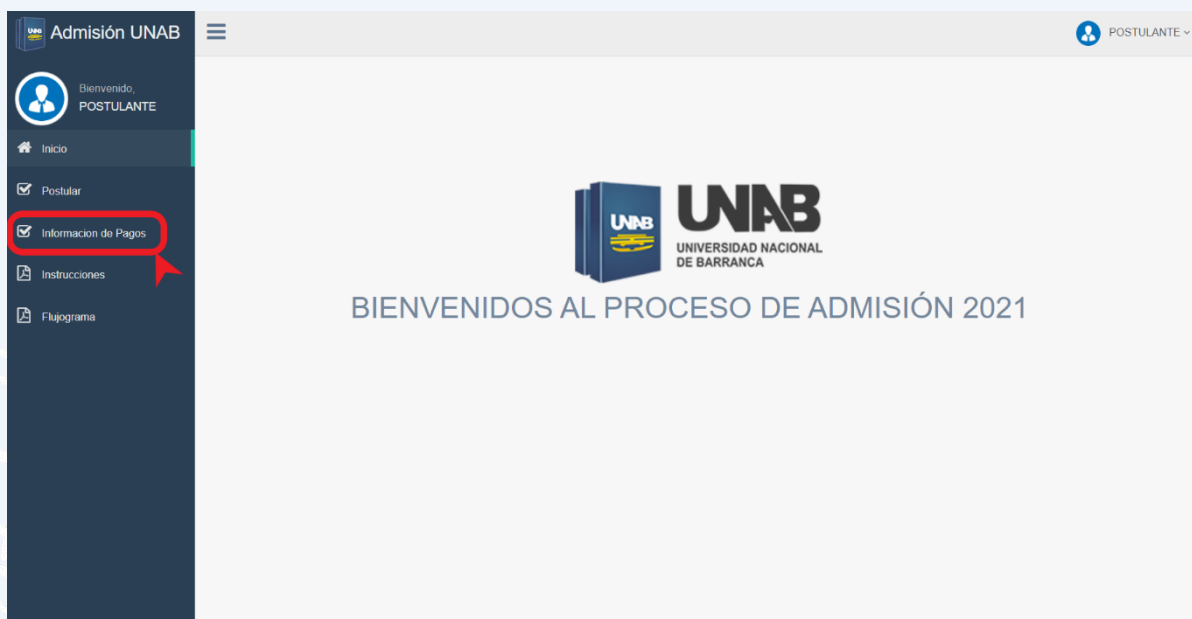 UNAB Admisión UNAB
POSTULANTE
Bienvenido,
POSTULANTE
Inicio
Postular
Informacion de Pagos
Instrucciones
Flujograma
UNAB
UNAB
UNIVERSIDAD NACIONAL
DE BARRANCA
BIENVENIDOS AL PROCESO DE ADMISIÓN 2021